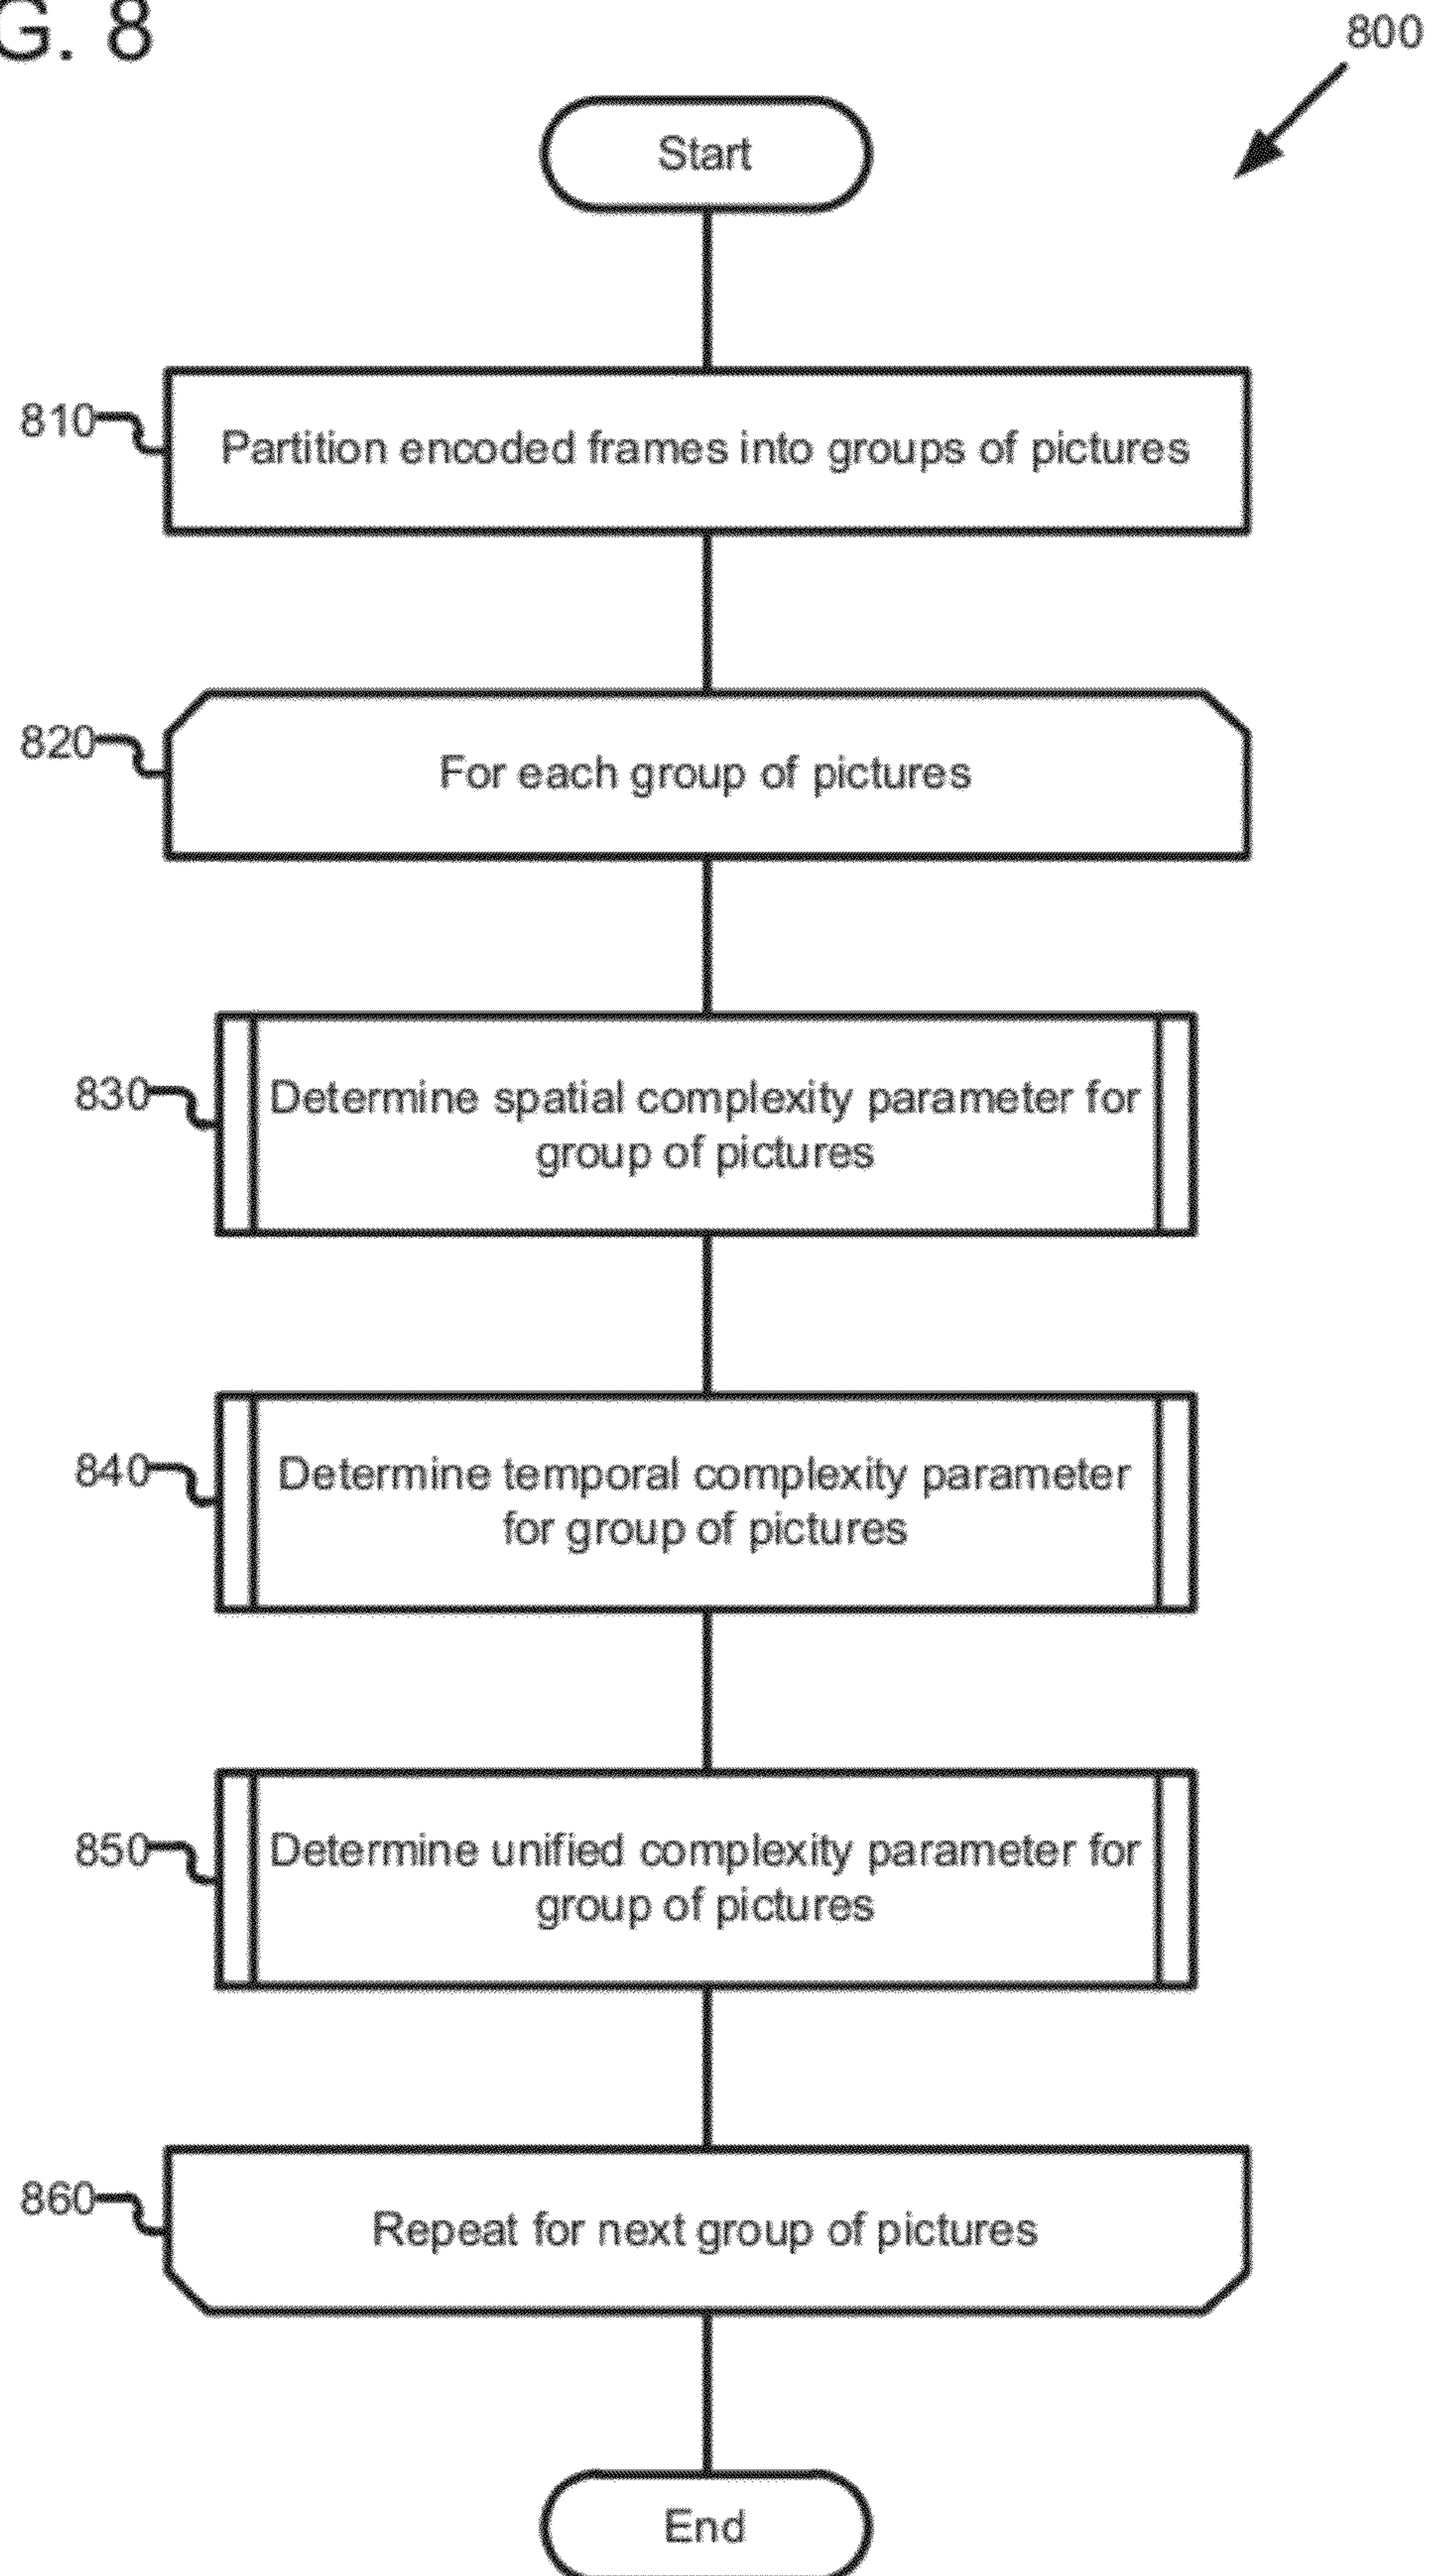 G. 8
800
Start
810
Partition encoded frames into groups of pictures
820
For each group of pictures
830
Determine spatial complexity parameter for
group of pictures
840
Determine temporal complexity parameter
for group of pictures
850
Determine unified complexity parameter for
group of pictures
860
Repeat for next group of pictures
End